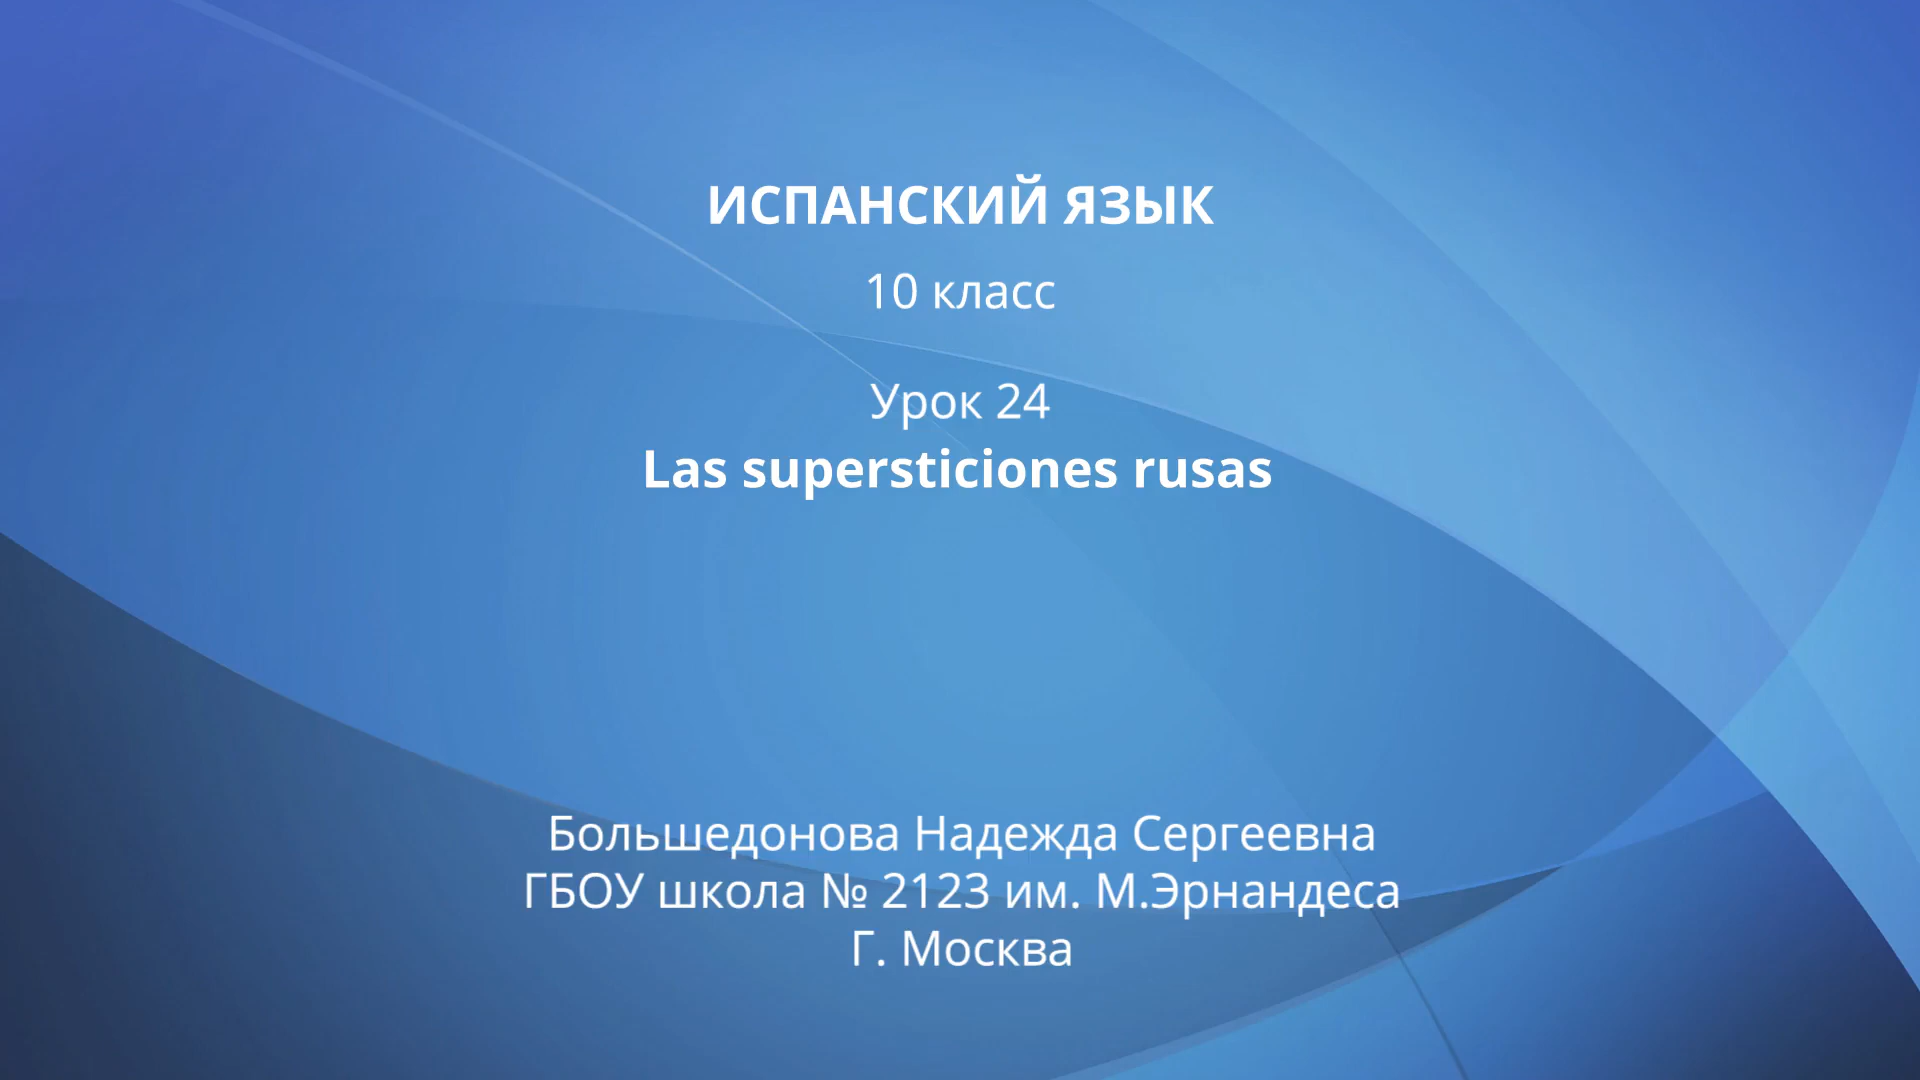 ИСПАНСКИЙ ЯЗЫК
10 класс
Урок 24
Las supersticiones rusas
Большедонова Надежда Сергеевна
ГБОУ школа № 2123 им. М.Эрнандеса
Г. Москва